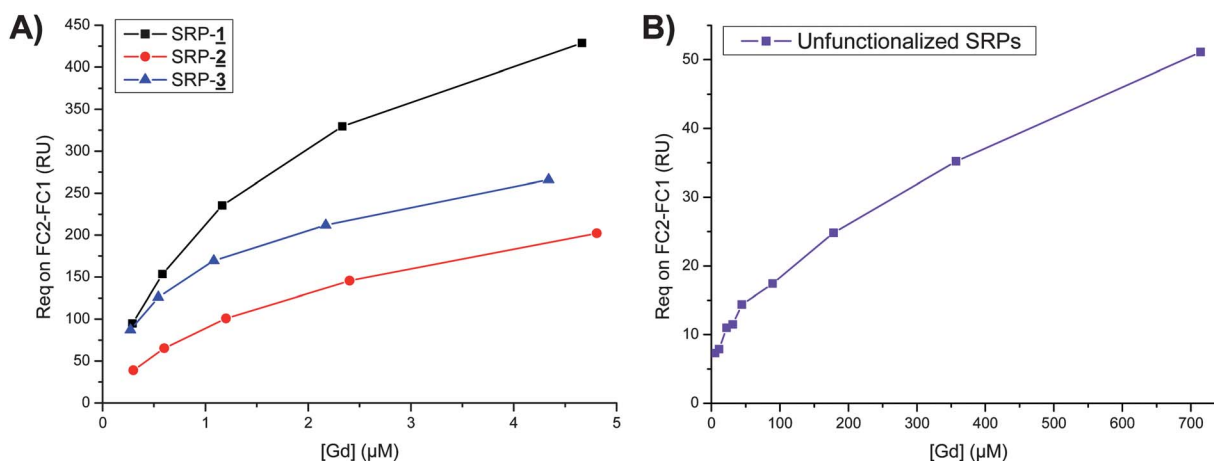 A)
SRP-1
SRP-2
SRP-3
Req on FC2-FC1 (RU)
450
400
350
300
250
200
150
100
50
0
0 1 2 3 4 5
[Gd] (µM)
B)
Unfunctionalized SRPs
Req on FC2-FC1 (RU)
50
40
30
20
10
0
0 100 200 300 400 500 600 700
[Gd] (µM)